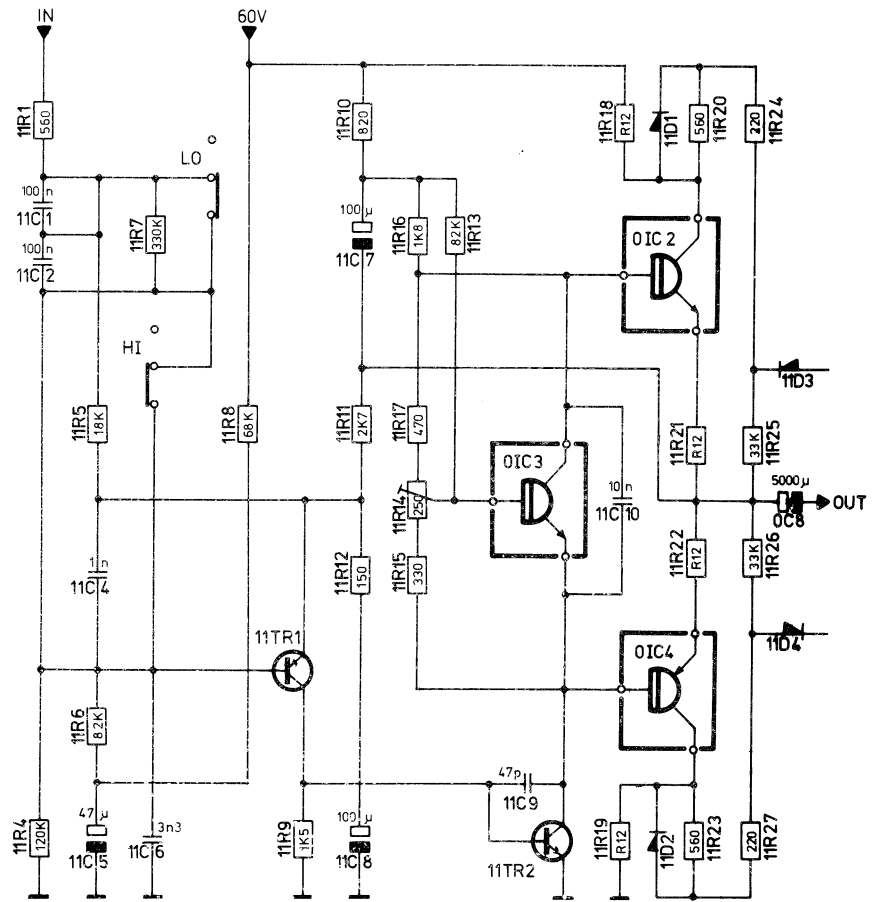 IN
60V
11R1
560
LO
100n
11C1
100n
11C2
11R7
330K
HI
11R5
18K
11R8
68K
11R10
820
100µ
11C7
11R16
1K8
11R13
82K
11R18
R12
11D1
11R20
560
11R24
220
OIC2
11D3
11R11
2K7
11R17
470
OIC3
11R14
250
10n
11C10
11R21
R12
11R25
33K
5000µ
OC8
OUT
11R22
R12
11R26
33K
1n
11C4
11R12
150
11R15
330
11TR1
OIC4
11D4
11R6
8.2K
47p
11C9
11R4
120K
47µ
11C5
3n3
11C6
11R9
1K5
100µ
11C8
11TR2
11R19
R12
11D2
11R23
560
11R27
220